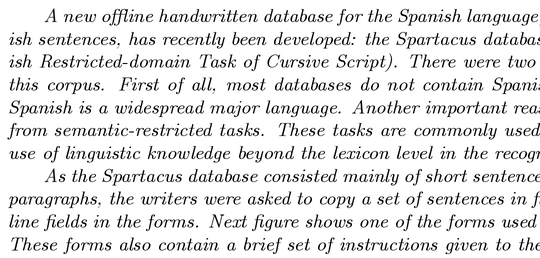 A new offline handwritten database for the Spanish language
ish sentences, has recently been developed: the Spartacus databas
ish Restricted-domain Task of Cursive Script). There were two
this corpus. First of all, most databases do not contain Spani
Spanish is a widespread major language. Another important rea
from semantic-restricted tasks. These tasks are commonly used
use of linguistic knowledge beyond the lexicon level in the recogn
As the Spartacus database consisted mainly of short sentence
paragraphs, the writers were asked to copy a set of sentences in f
line fields in the forms. Next figure shows one of the forms used
These forms also contain a brief set of instructions given to the